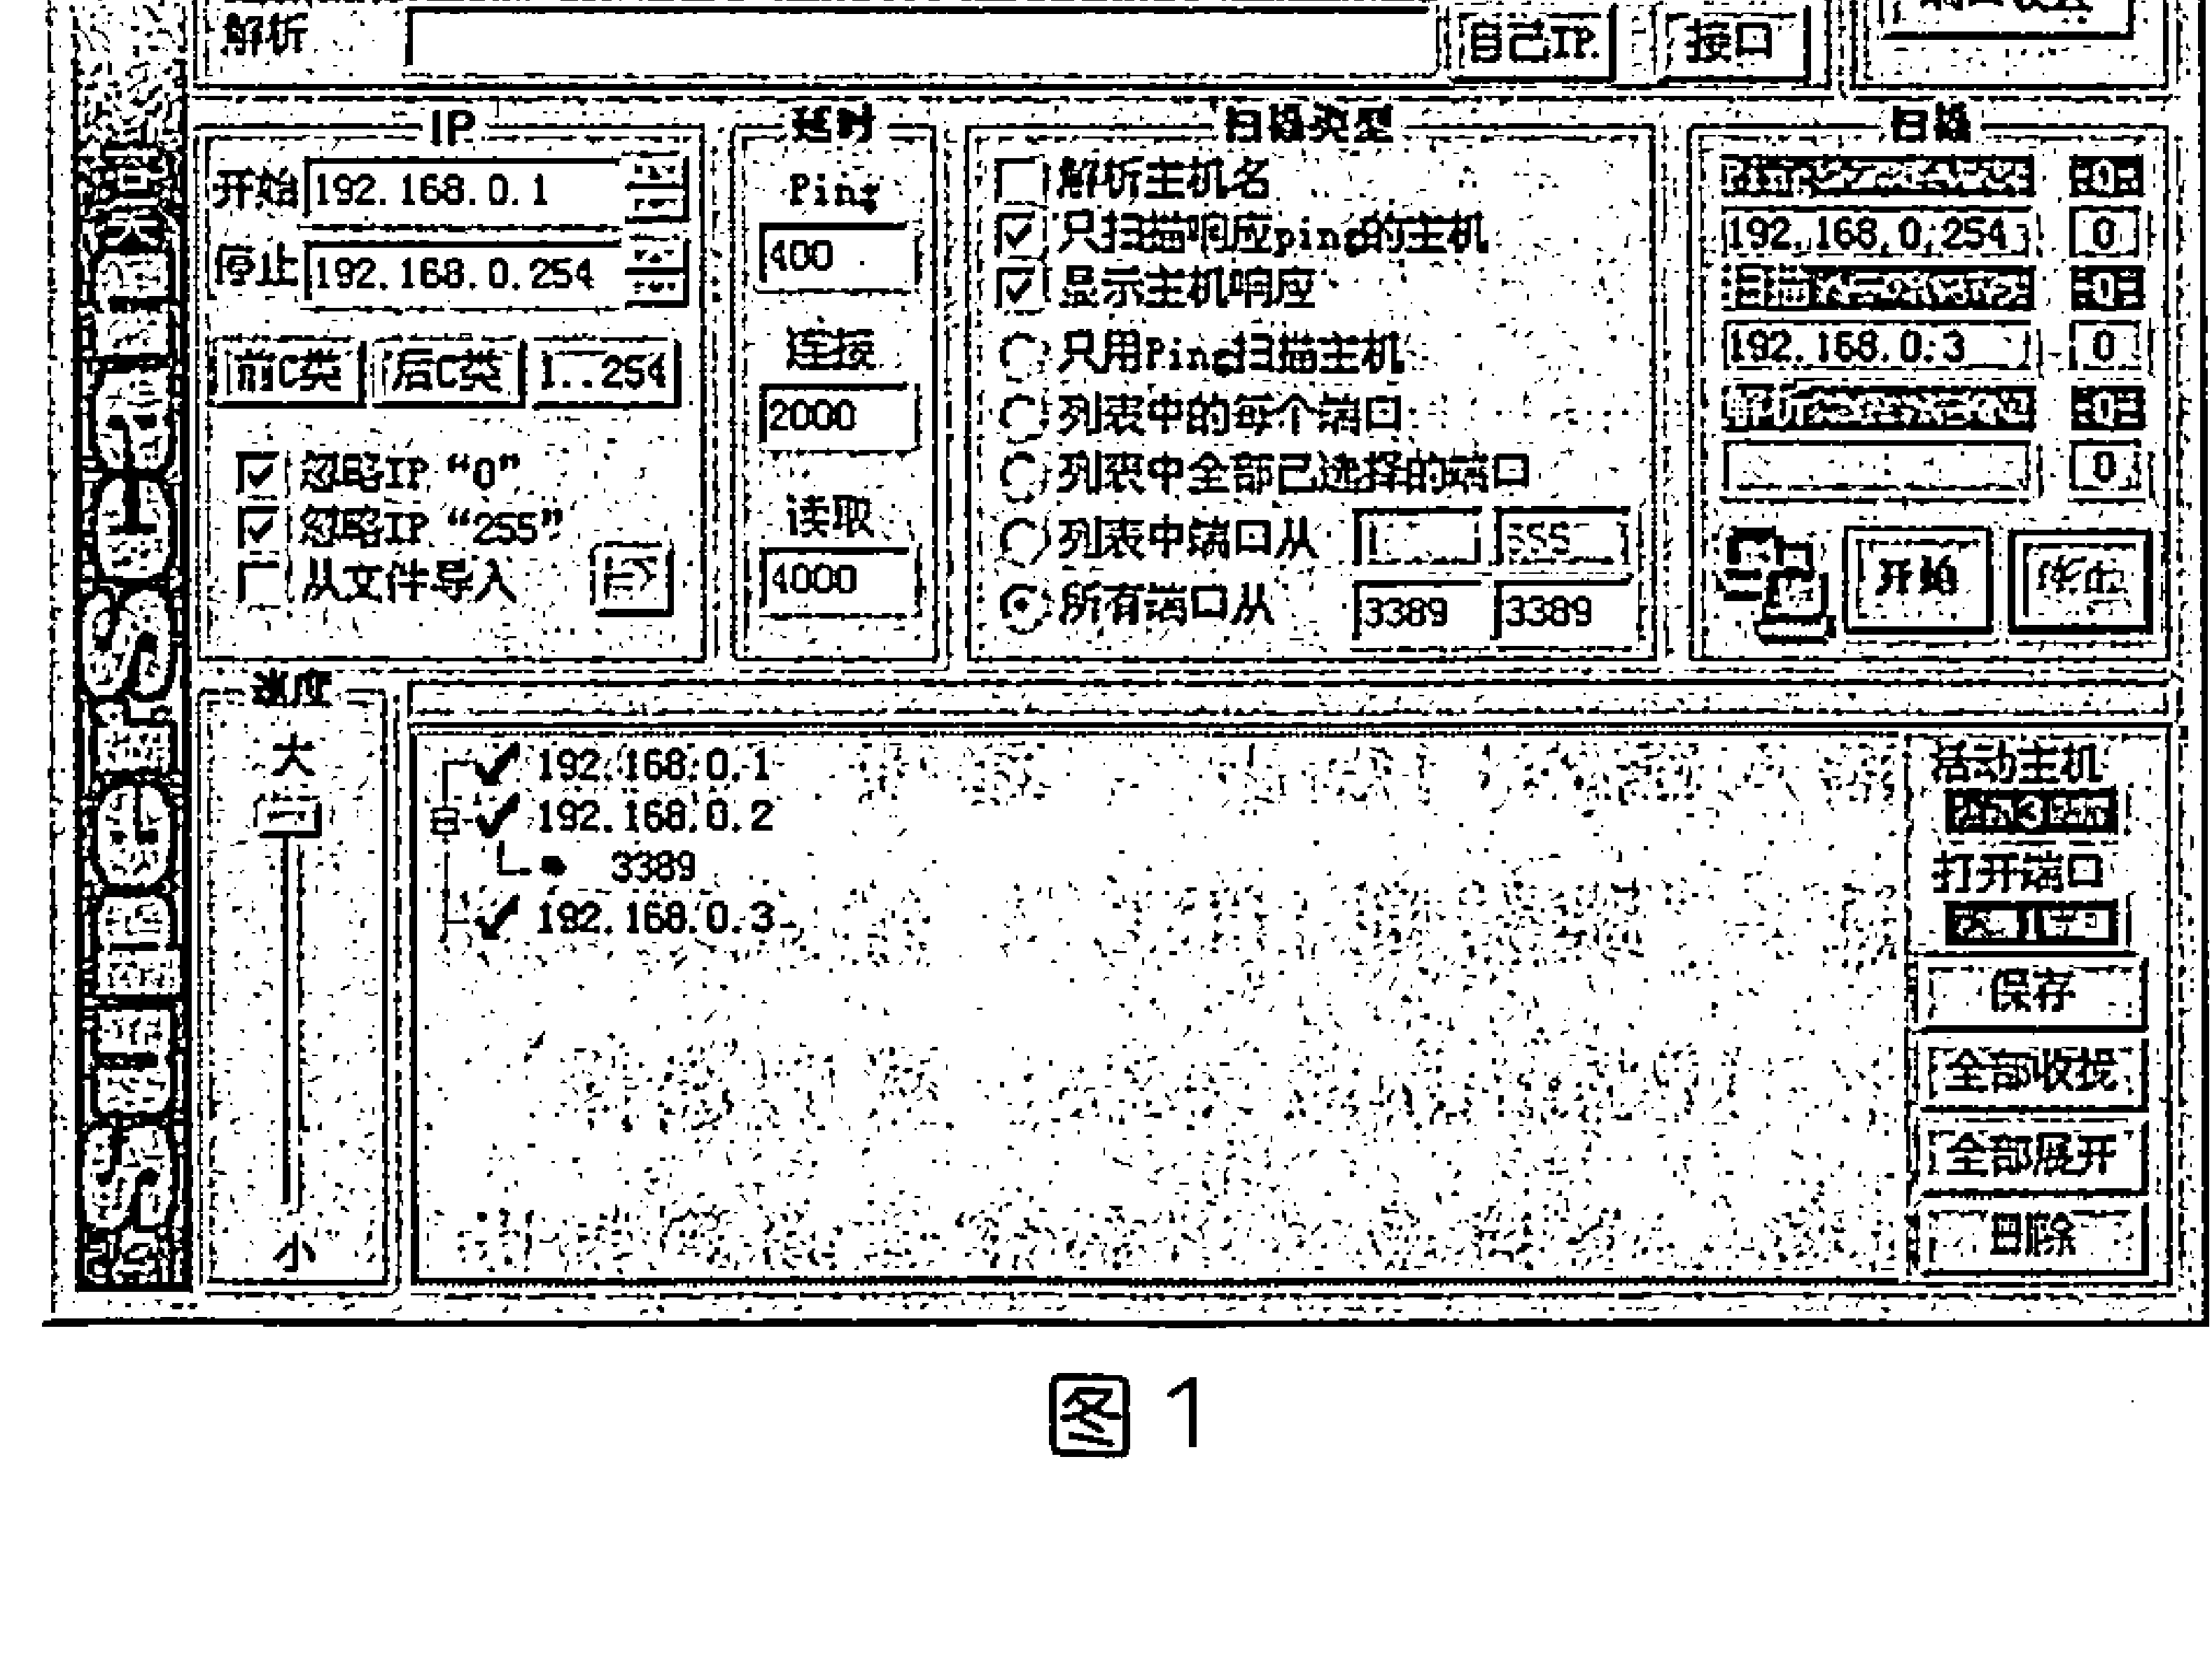 解析
自己IP
接口
IP
延时
扫描类型
扫描
开始 192.168.0.1
停止 192.168.0.254
前C类 后C类 1..254
忽略IP “0”
忽略IP “255”
从文件导入
Ping
400
连接
2000
读取
4000
解析主机名
只扫描响应ping的主机
显示主机响应
只用Ping扫描主机
列表中的每个端口
列表中全部已选择的端口
列表中端口从
所有端口从 3389 3389
192.168.0.254 0
扫描 0
192.168.0.3 0
解析 0
0
开始
速度
大
小
192.168.0.1
192.168.0.2
3389
192.168.0.3
活动主机
3
打开端口
1
保存
全部收拢
全部展开
删除
图 1